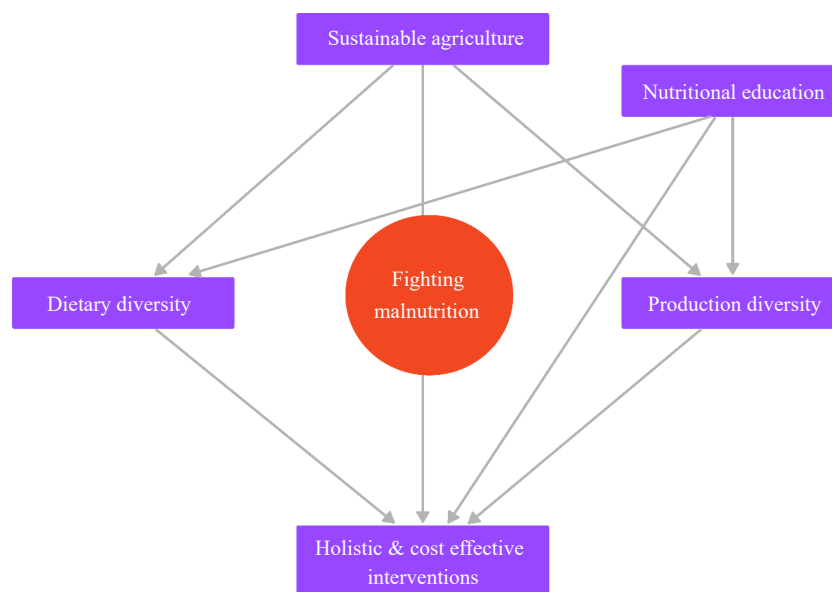 Sustainable agriculture
Nutritional education
Fighting
malnutrition
Dietary diversity
Production diversity
Holistic & cost effective
interventions